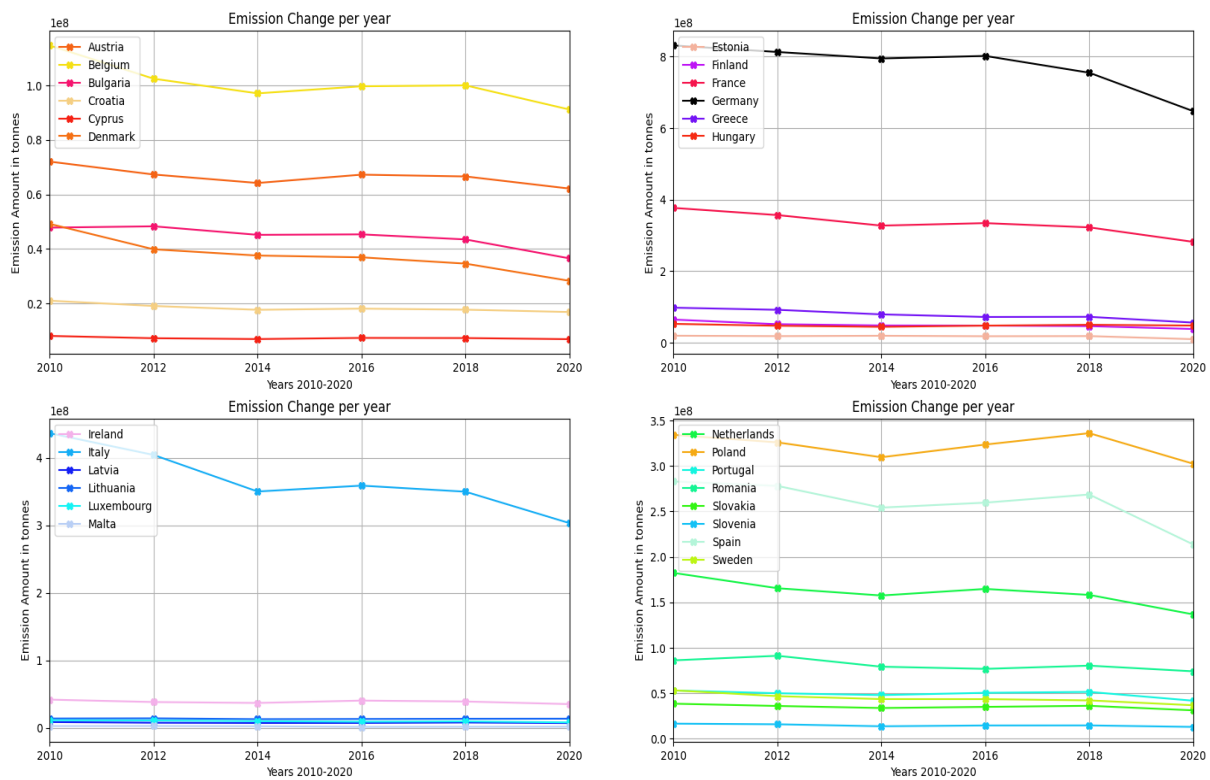 Emission Change per year
1e8
Austria
Belgium
Bulgaria
Croatia
Cyprus
Denmark
1.0
0.8
0.6
0.4
0.2
Emission Amount in tonnes
2010 2012 2014 2016 2018 2020
Years 2010-2020
Emission Change per year
1e8
Estonia
Finland
France
Germany
Greece
Hungary
8
6
4
2
0
Emission Amount in tonnes
2010 2012 2014 2016 2018 2020
Years 2010-2020
Emission Change per year
1e8
Ireland
Italy
Latvia
Lithuania
Luxembourg
Malta
4
3
2
1
0
Emission Amount in tonnes
2010 2012 2014 2016 2018 2020
Years 2010-2020
Emission Change per year
1e8
Netherlands
Poland
Portugal
Romania
Slovakia
Slovenia
Spain
Sweden
3.5
3.0
2.5
2.0
1.5
1.0
0.5
0.0
Emission Amount in tonnes
2010 2012 2014 2016 2018 2020
Years 2010-2020